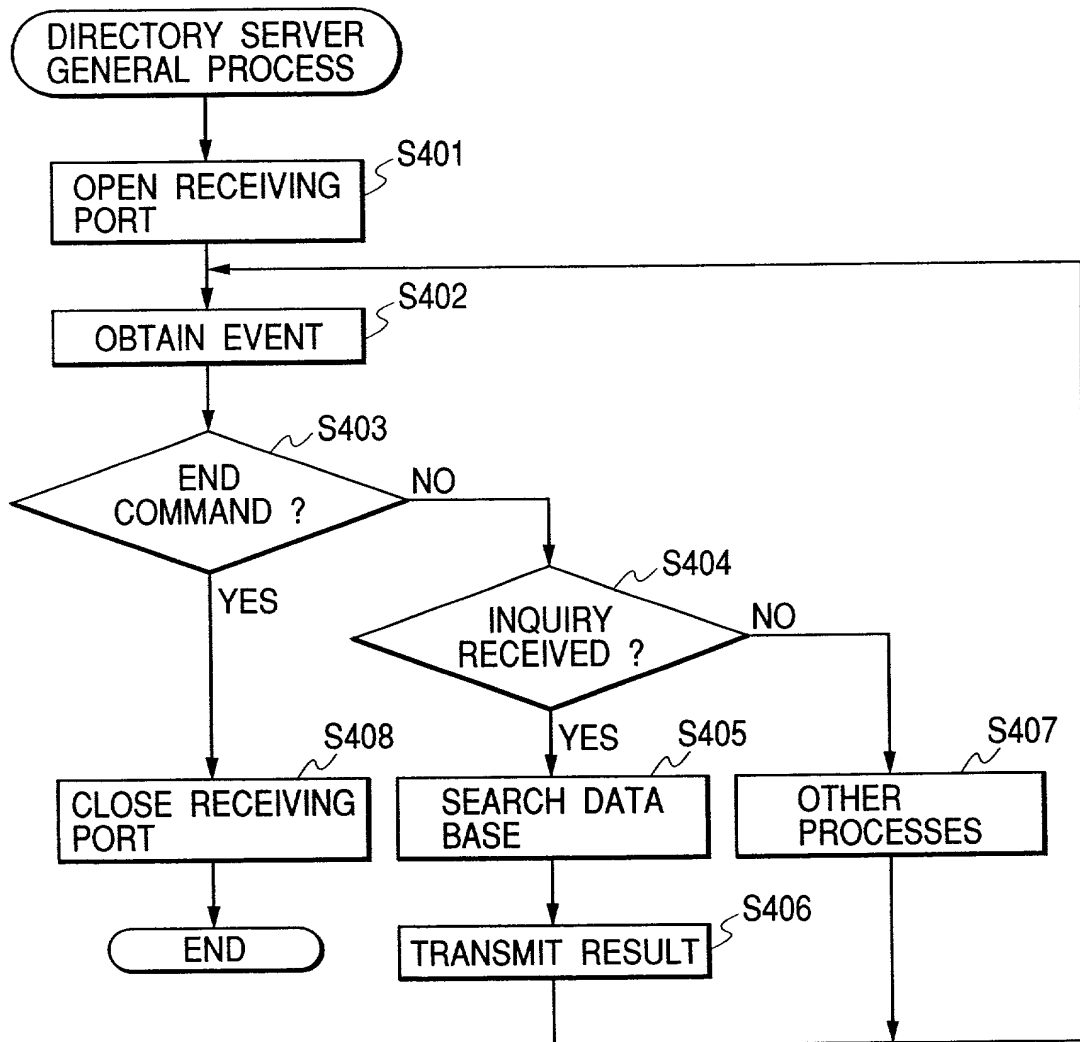 DIRECTORY SERVER
GENERAL PROCESS
S401
OPEN RECEIVING
PORT
S402
OBTAIN EVENT
S403
END
COMMAND ?
NO
YES
S404
INQUIRY
RECEIVED ?
NO
YES
S408
CLOSE RECEIVING
PORT
S405
SEARCH DATA
BASE
S407
OTHER
PROCESSES
S406
TRANSMIT RESULT
END